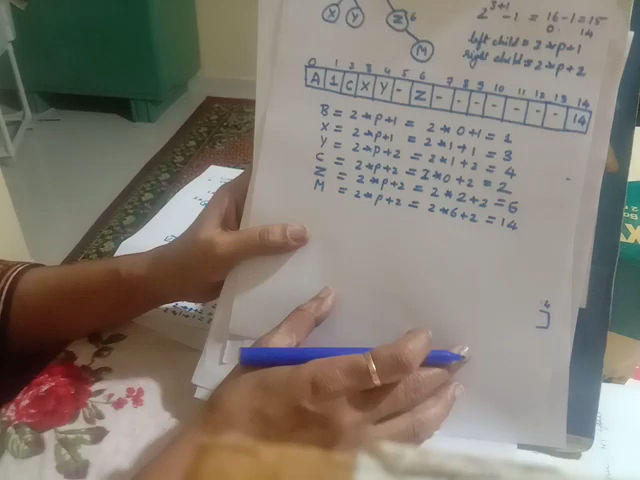 2^(3+1) - 1 = 16-1 = 15
0 14
left child = 2*P+1
right child = 2*P+2
X Y Z 6
M
0 1 2 3 4 5 6 7 8 9 10 11 12 13 14
A 1 C X Y - Z - - - - - - - 14
B = 2*P+1 = 2*0+1 = 1
X = 2*P+1 = 2*1+1 = 3
Y = 2*P+2 = 2*1+2 = 4
C = 2*P+2 = 2*0+2 = 2
Z = 2*P+2 = 2*2+2 = 6
M = 2*P+2 = 2*6+2 = 14